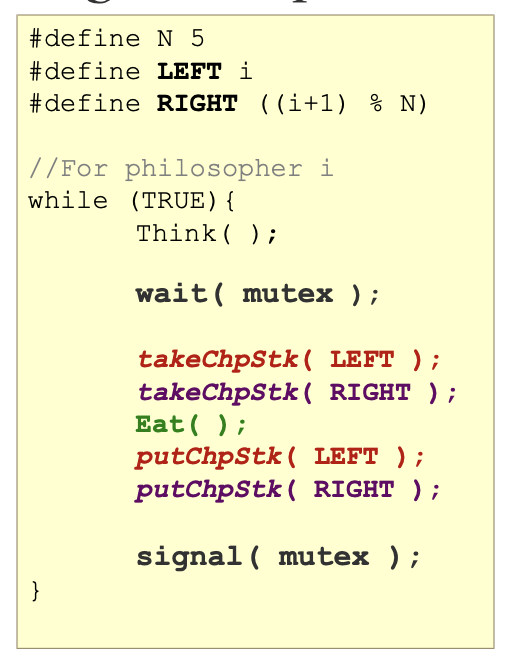 #define N 5
#define LEFT i
#define RIGHT ((i+1) % N)
//For philosopher i
while (TRUE){
Think( );
wait( mutex );
takeChpStk( LEFT );
takeChpStk( RIGHT );
Eat( );
putChpStk( LEFT );
putChpStk( RIGHT );
signal( mutex );
}